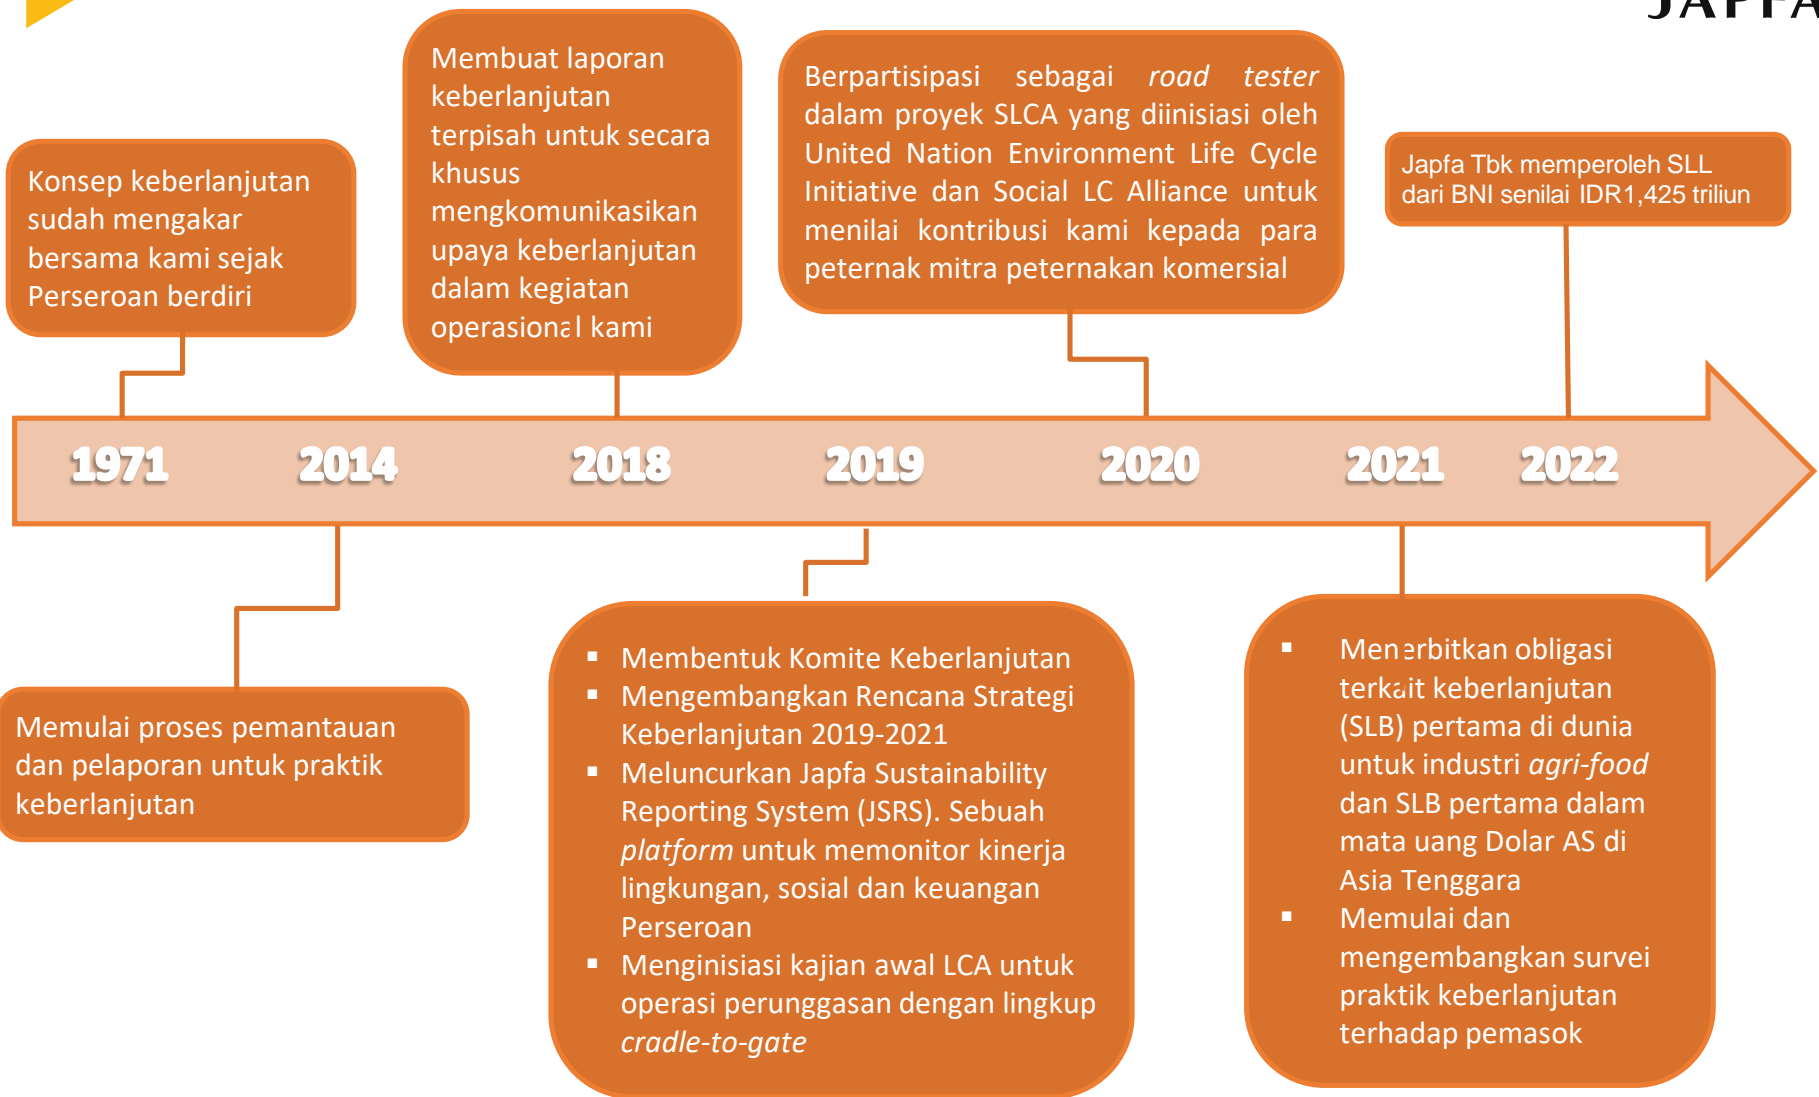 JAPFA
Membuat laporan
keberlanjutan
terpisah untuk secara
khusus
mengkomunikasikan
upaya keberlanjutan
dalam kegiatan
operasional kami
Berpartisipasi sebagai road tester
dalam proyek SLCA yang diinisiasi oleh
United Nation Environment Life Cycle
Initiative dan Social LC Alliance untuk
menilai kontribusi kami kepada para
peternak mitra peternakan komersial
Konsep keberlanjutan
sudah mengakar
bersama kami sejak
Perseroan berdiri
Japfa Tbk memperoleh SLL
dari BNI senilai IDR1,425 triliun
1971 2014 2018 2019 2020 2021 2022
Memulai proses pemantauan
dan pelaporan untuk praktik
keberlanjutan
▪ Membentuk Komite Keberlanjutan
▪ Mengembangkan Rencana Strategi
Keberlanjutan 2019-2021
▪ Meluncurkan Japfa Sustainability
Reporting System (JSRS). Sebuah
platform untuk memonitor kinerja
lingkungan, sosial dan keuangan
Perseroan
▪ Menginisiasi kajian awal LCA untuk
operasi perunggasan dengan lingkup
cradle-to-gate
▪ Menerbitkan obligasi
terkait keberlanjutan
(SLB) pertama di dunia
untuk industri agri-food
dan SLB pertama dalam
mata uang Dolar AS di
Asia Tenggara
▪ Memulai dan
mengembangkan survei
praktik keberlanjutan
terhadap pemasok